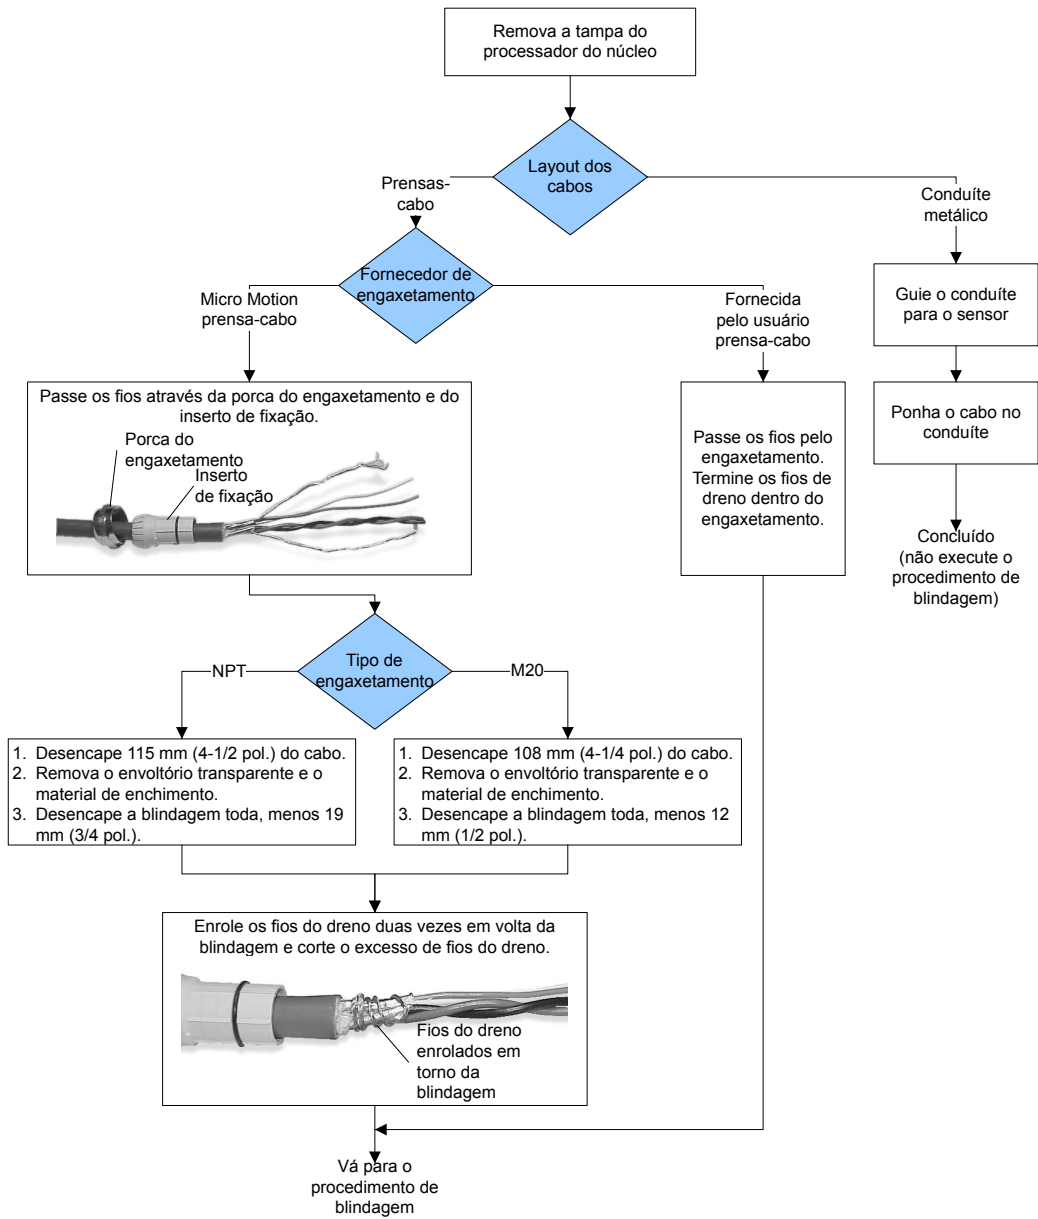 Remova a tampa do
processador do núcleo
Layout dos
cabos
Prensas-
cabo
Conduíte
metálico
Fornecedor de
engaxetamento
Micro Motion
prensa-cabo
Fornecida
pelo usuário
prensa-cabo
Guie o conduíte
para o sensor
Passe os fios através da porca do engaxetamento e do
inserto de fixação.
Porca do
engaxetamento
Inserto
de fixação
Passe os fios pelo
engaxetamento.
Termine os fios de
dreno dentro do
engaxetamento.
Ponha o cabo no
conduíte
Concluído
(não execute o
procedimento de
blindagem)
Tipo de
engaxetamento
NPT
M20
1. Desencape 115 mm (4-1/2 pol.) do cabo.
2. Remova o envoltório transparente e o
material de enchimento.
3. Desencape a blindagem toda, menos 19
mm (3/4 pol.).
1. Desencape 108 mm (4-1/4 pol.) do cabo.
2. Remova o envoltório transparente e o
material de enchimento.
3. Desencape a blindagem toda, menos 12
mm (1/2 pol.).
Enrole os fios do dreno duas vezes em volta da
blindagem e corte o excesso de fios do dreno.
Fios do dreno
enrolados em
torno da
blindagem
Vá para o
procedimento de
blindagem